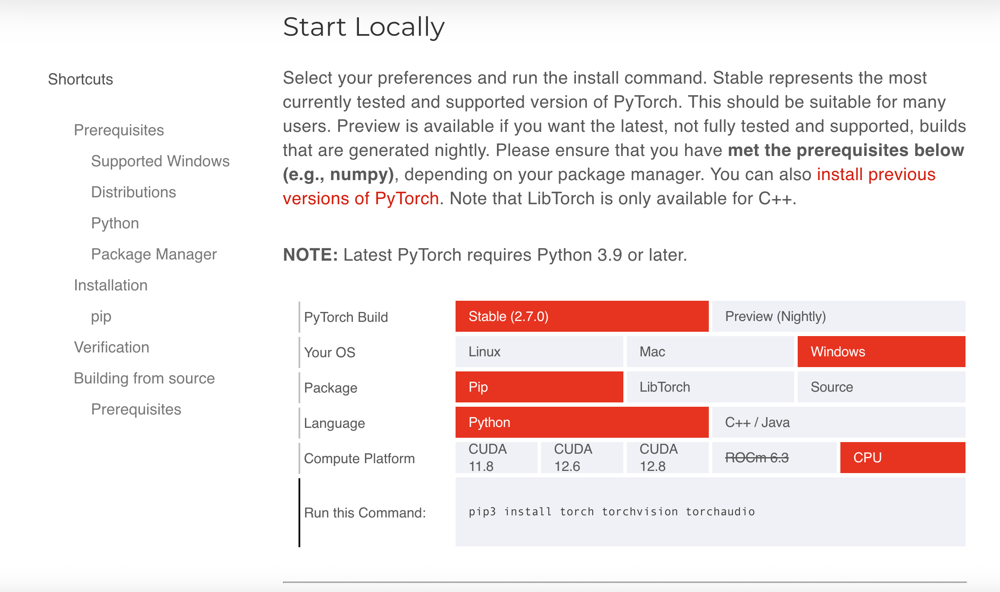 Start Locally
Shortcuts
Prerequisites
Supported Windows
Distributions
Python
Package Manager
Installation
pip
Verification
Building from source
Prerequisites
Select your preferences and run the install command. Stable represents the most
currently tested and supported version of PyTorch. This should be suitable for many
users. Preview is available if you want the latest, not fully tested and supported, builds
that are generated nightly. Please ensure that you have met the prerequisites below
(e.g., numpy), depending on your package manager. You can also install previous
versions of PyTorch. Note that LibTorch is only available for C++.
NOTE: Latest PyTorch requires Python 3.9 or later.
PyTorch Build
Stable (2.7.0)
Preview (Nightly)
Your OS
Linux
Mac
Windows
Package
Pip
LibTorch
Source
Language
Python
C++ / Java
Compute Platform
CUDA
11.8
CUDA
12.6
CUDA
12.8
ROCm 6.3
CPU
Run this Command:
pip3 install torch torchvision torchaudio